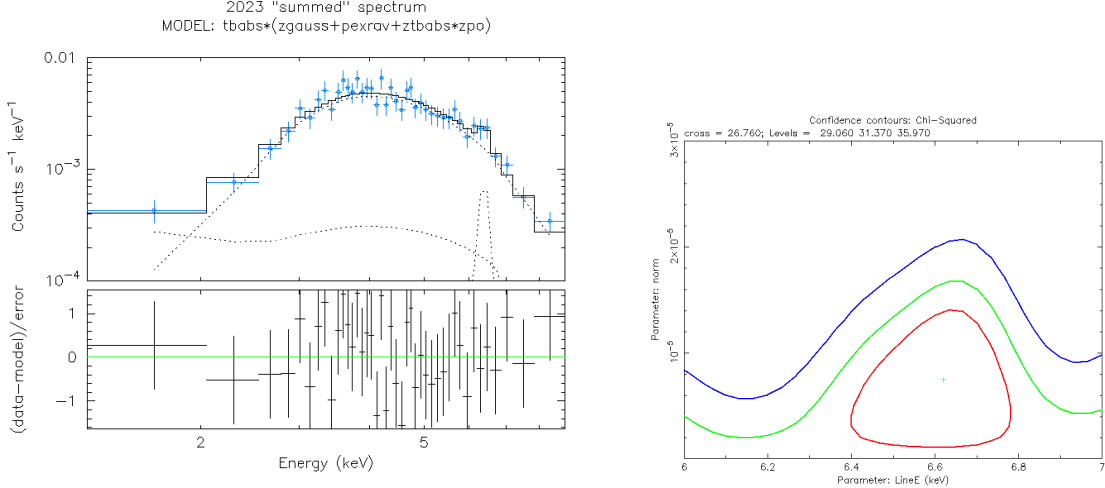 2023 "summed" spectrum
MODEL: tbabs*(zgauss+pexrav+ztbabs*zpo)
0.01
10⁻³
10⁻⁴
Counts s⁻¹ keV⁻¹
1
0
−1
(data−model)/error
2
5
Energy (keV)
Confidence contours: Chi−Squared
cross = 26.760; Levels = 29.060 31.370 35.970
3×10⁻⁵
2×10⁻⁵
10⁻⁵
Parameter: norm
6
6.2
6.4
6.6
6.8
7
Parameter: LineE (keV)